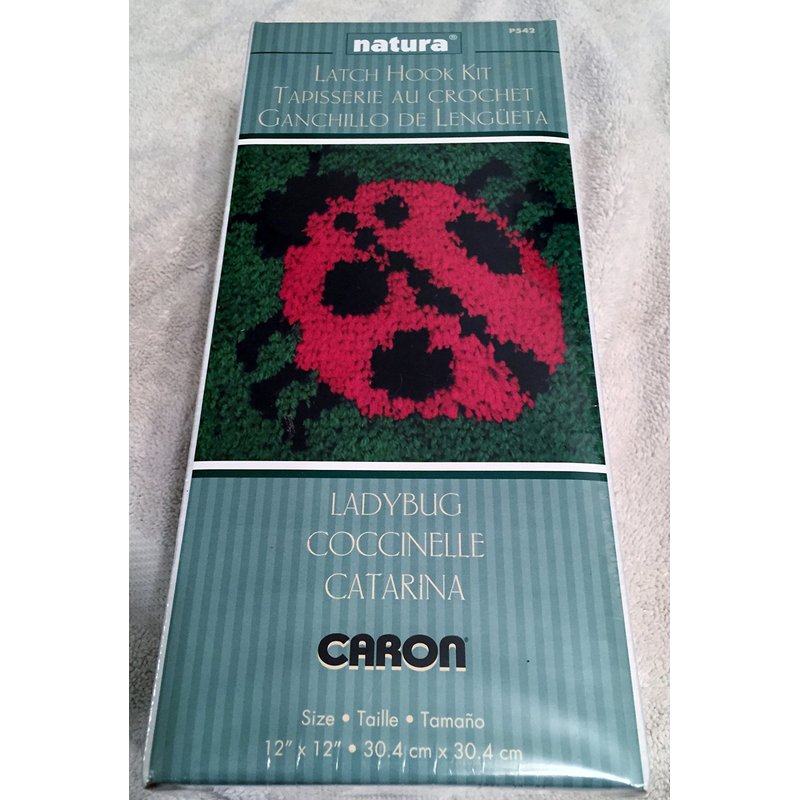 natura®
P542
Latch Hook Kit
Tapisserie au crochet
Ganchillo de Lengüeta
LADYBUG
COCCINELLE
CATARINA
CARON®
Size • Taille • Tamaño
12" x 12" • 30.4 cm x 30.4 cm